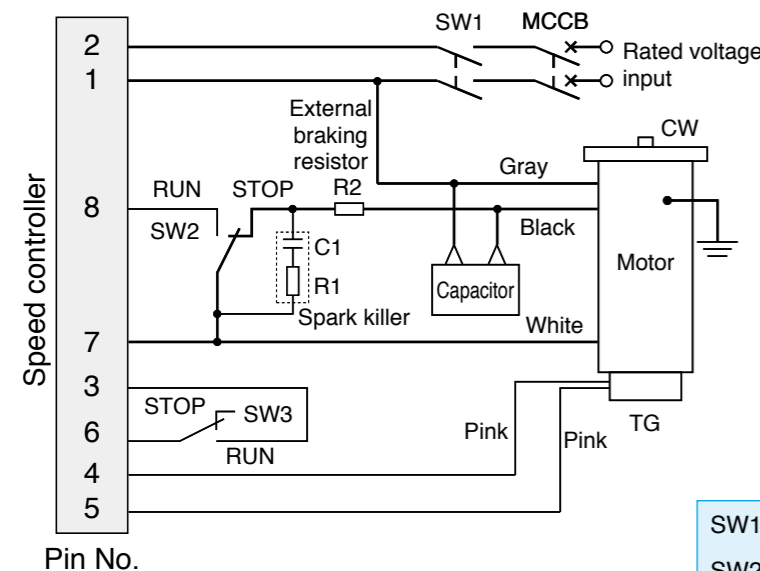 SW1
MCCB
2
Rated voltage
1
input
External
braking
resistor
CW
Gray
RUN
STOP
R2
8
SW2
Black
C1
R1
Motor
Capacitor
Spark killer
White
7
3
STOP
SW3
6
RUN
Pink
Pink
TG
4
5
Speed controller
Pin No.
SW1
SW2